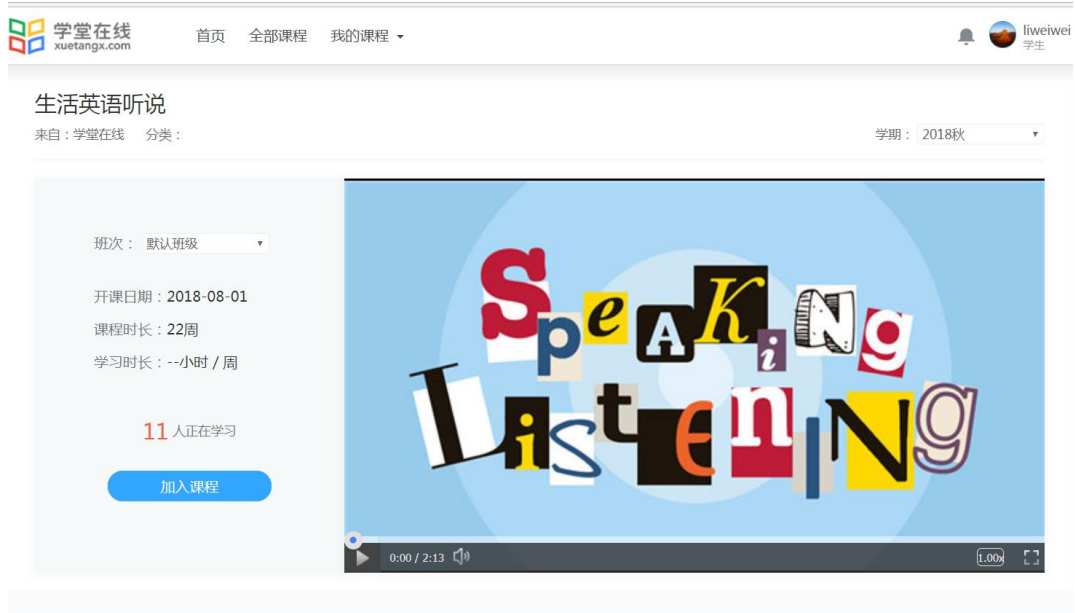 学堂在线
xuetangx.com
首页 全部课程 我的课程
liweiwei
学生
生活英语听说
来自：学堂在线 分类：
学期： 2018秋
班次： 默认班级
开课日期：2018-08-01
课程时长：22周
学习时长：--小时 / 周
11 人正在学习
加入课程
SpeaKiNg
ListeNiNg
0:00 / 2:13
1.00x